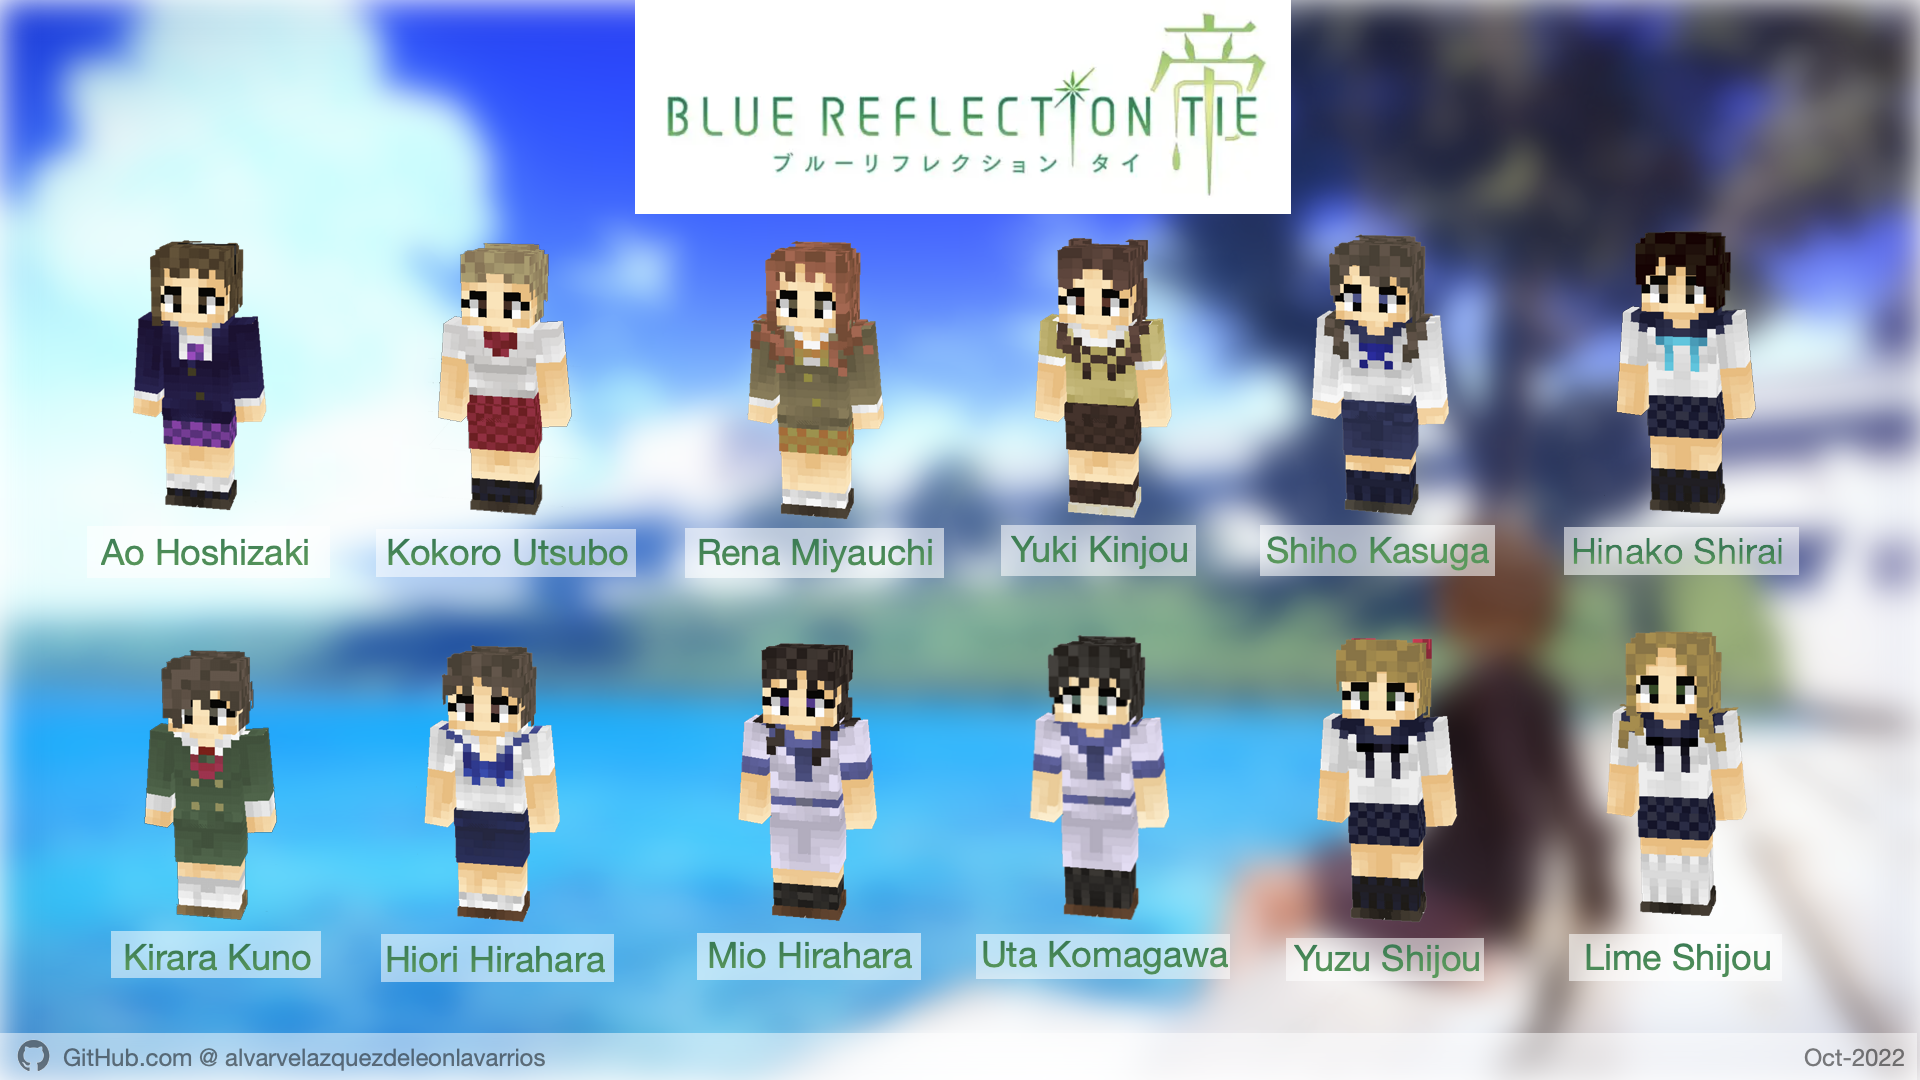 帝
BLUE REFLECTION TIE
ブルーリフレクション タイ
Ao Hoshizaki
Kokoro Utsubo
Rena Miyauchi
Yuki Kinjou
Shiho Kasuga
Hinako Shirai
Kirara Kuno
Hiori Hirahara
Mio Hirahara
Uta Komagawa
Yuzu Shijou
Lime Shijou
GitHub.com @ alvarvelazquezdeleonlavarrios
Oct-2022